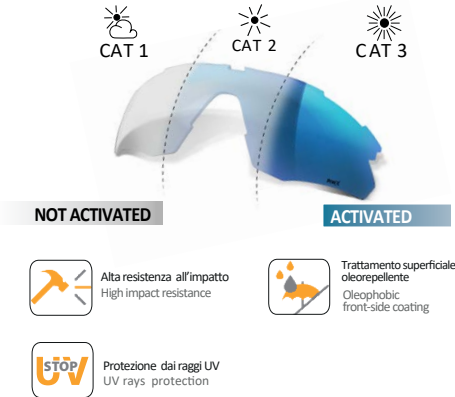 CAT 1
CAT 2
CAT 3
NOT ACTIVATED
ACTIVATED
Alta resistenza all'impatto
High impact resistance
Trattamento superficiale
oleorepellente
Oleophobic
front-side coating
STOP
UV
Protezione dai raggi UV
UV rays protection